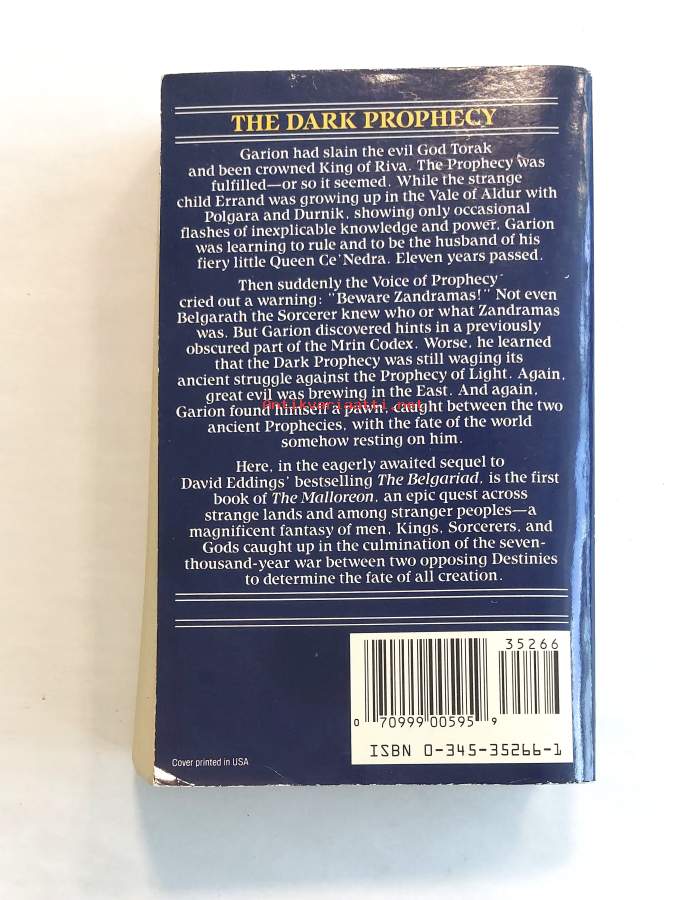 THE DARK PROPHECY
Garion had slain the evil God Torak
and been crowned King of Riva. The Prophecy was
fulfilled—or so it seemed. While the strange
child Errand was growing up in the Vale of Aldur with
Polgara and Durnik, showing only occasional
flashes of inexplicable knowledge and power, Garion
was learning to rule and to be the husband of his
fiery little Queen Ce'Nedra. Eleven years passed.
Then suddenly the Voice of Prophecy
cried out a warning: "Beware Zandramas!" Not even
Belgarath the Sorcerer knew who or what Zandramas
was. But Garion discovered hints in a previously
obscured part of the Mrin Codex. Worse, he learned
that the Dark Prophecy was still waging its
ancient struggle against the Prophecy of Light. Again,
great evil was brewing in the East. And again,
Antikvariaatti.net
Garion found himself a pawn, caught between the two
ancient Prophecies, with the fate of the world
somehow resting on him.
Here, in the eagerly awaited sequel to
David Eddings' bestselling The Belgariad, is the first
book of The Malloreon, an epic quest across
strange lands and among stranger peoples—a
magnificent fantasy of men, Kings, Sorcerers, and
Gods caught up in the culmination of the seven-
thousand-year war between two opposing Destinies
to determine the fate of all creation.
35266
0 70999 00595 9
ISBN 0-345-35266-1
Cover printed in USA